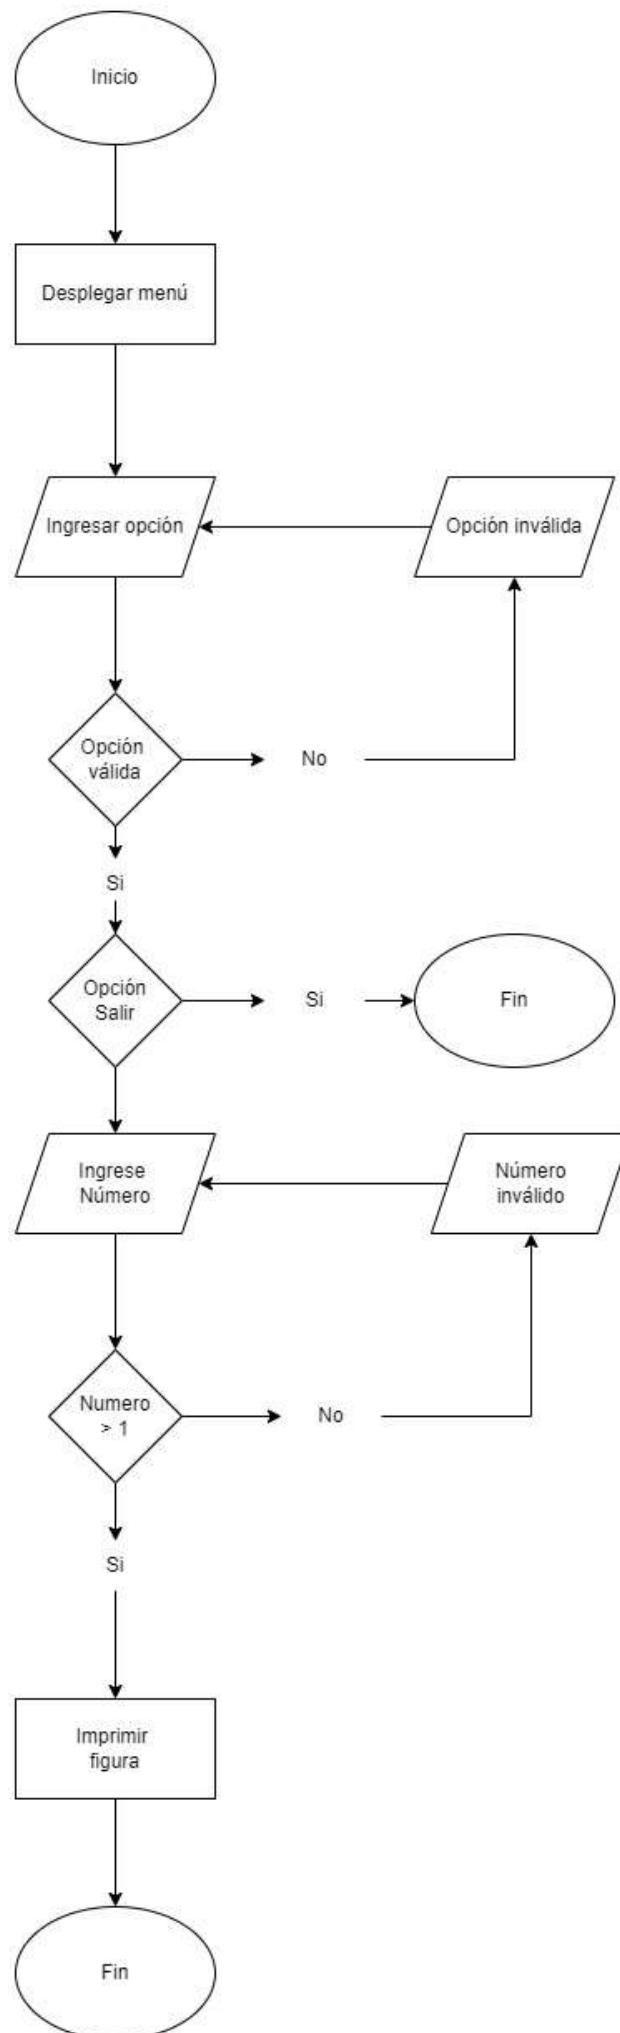 Inicio
Desplegar menú
Ingresar opción
Opción inválida
Opción
válida
No
Si
Opción
Salir
Si
Fin
Ingrese
Número
Número
inválido
Numero
> 1
No
Si
Imprimir
figura
Fin